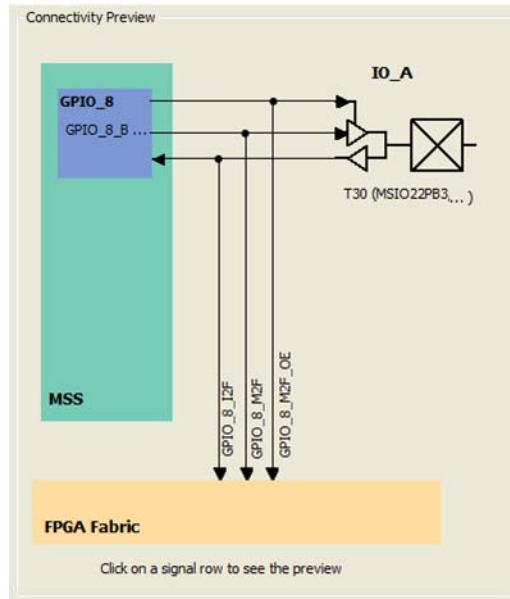 Connectivity Preview
IO_A
GPIO_8
GPIO_8_B ...
T30 (MSIO22PB3,... )
GPIO_8_I2F
GPIO_8_M2F
GPIO_8_M2F_OE
MSS
FPGA Fabric
Click on a signal row to see the preview